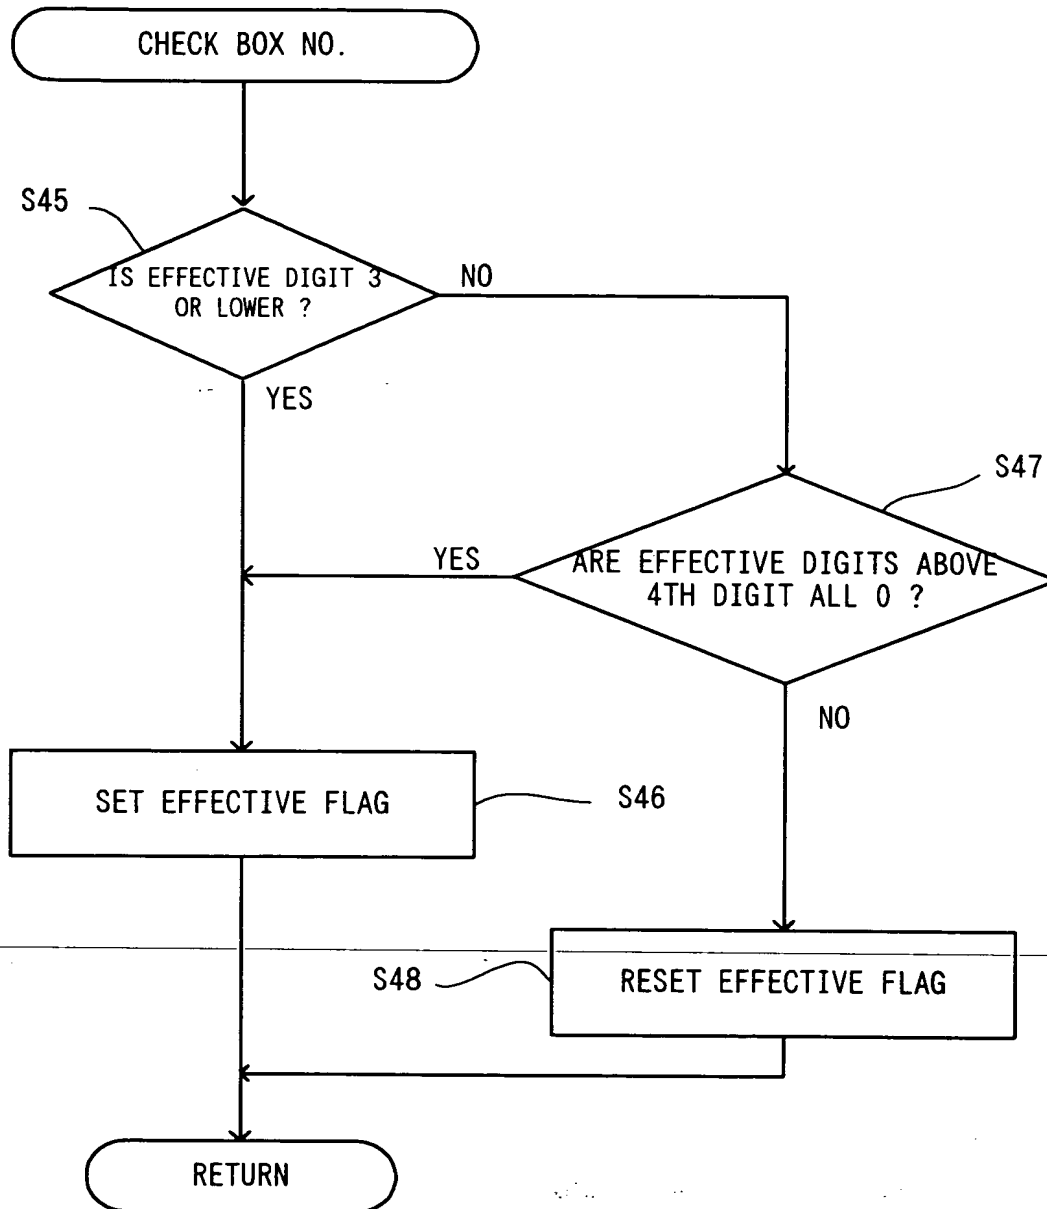 CHECK BOX NO.
S45
IS EFFECTIVE DIGIT 3
OR LOWER ?
NO
YES
S47
ARE EFFECTIVE DIGITS ABOVE
4TH DIGIT ALL 0 ?
YES
NO
SET EFFECTIVE FLAG
S46
S48
RESET EFFECTIVE FLAG
RETURN